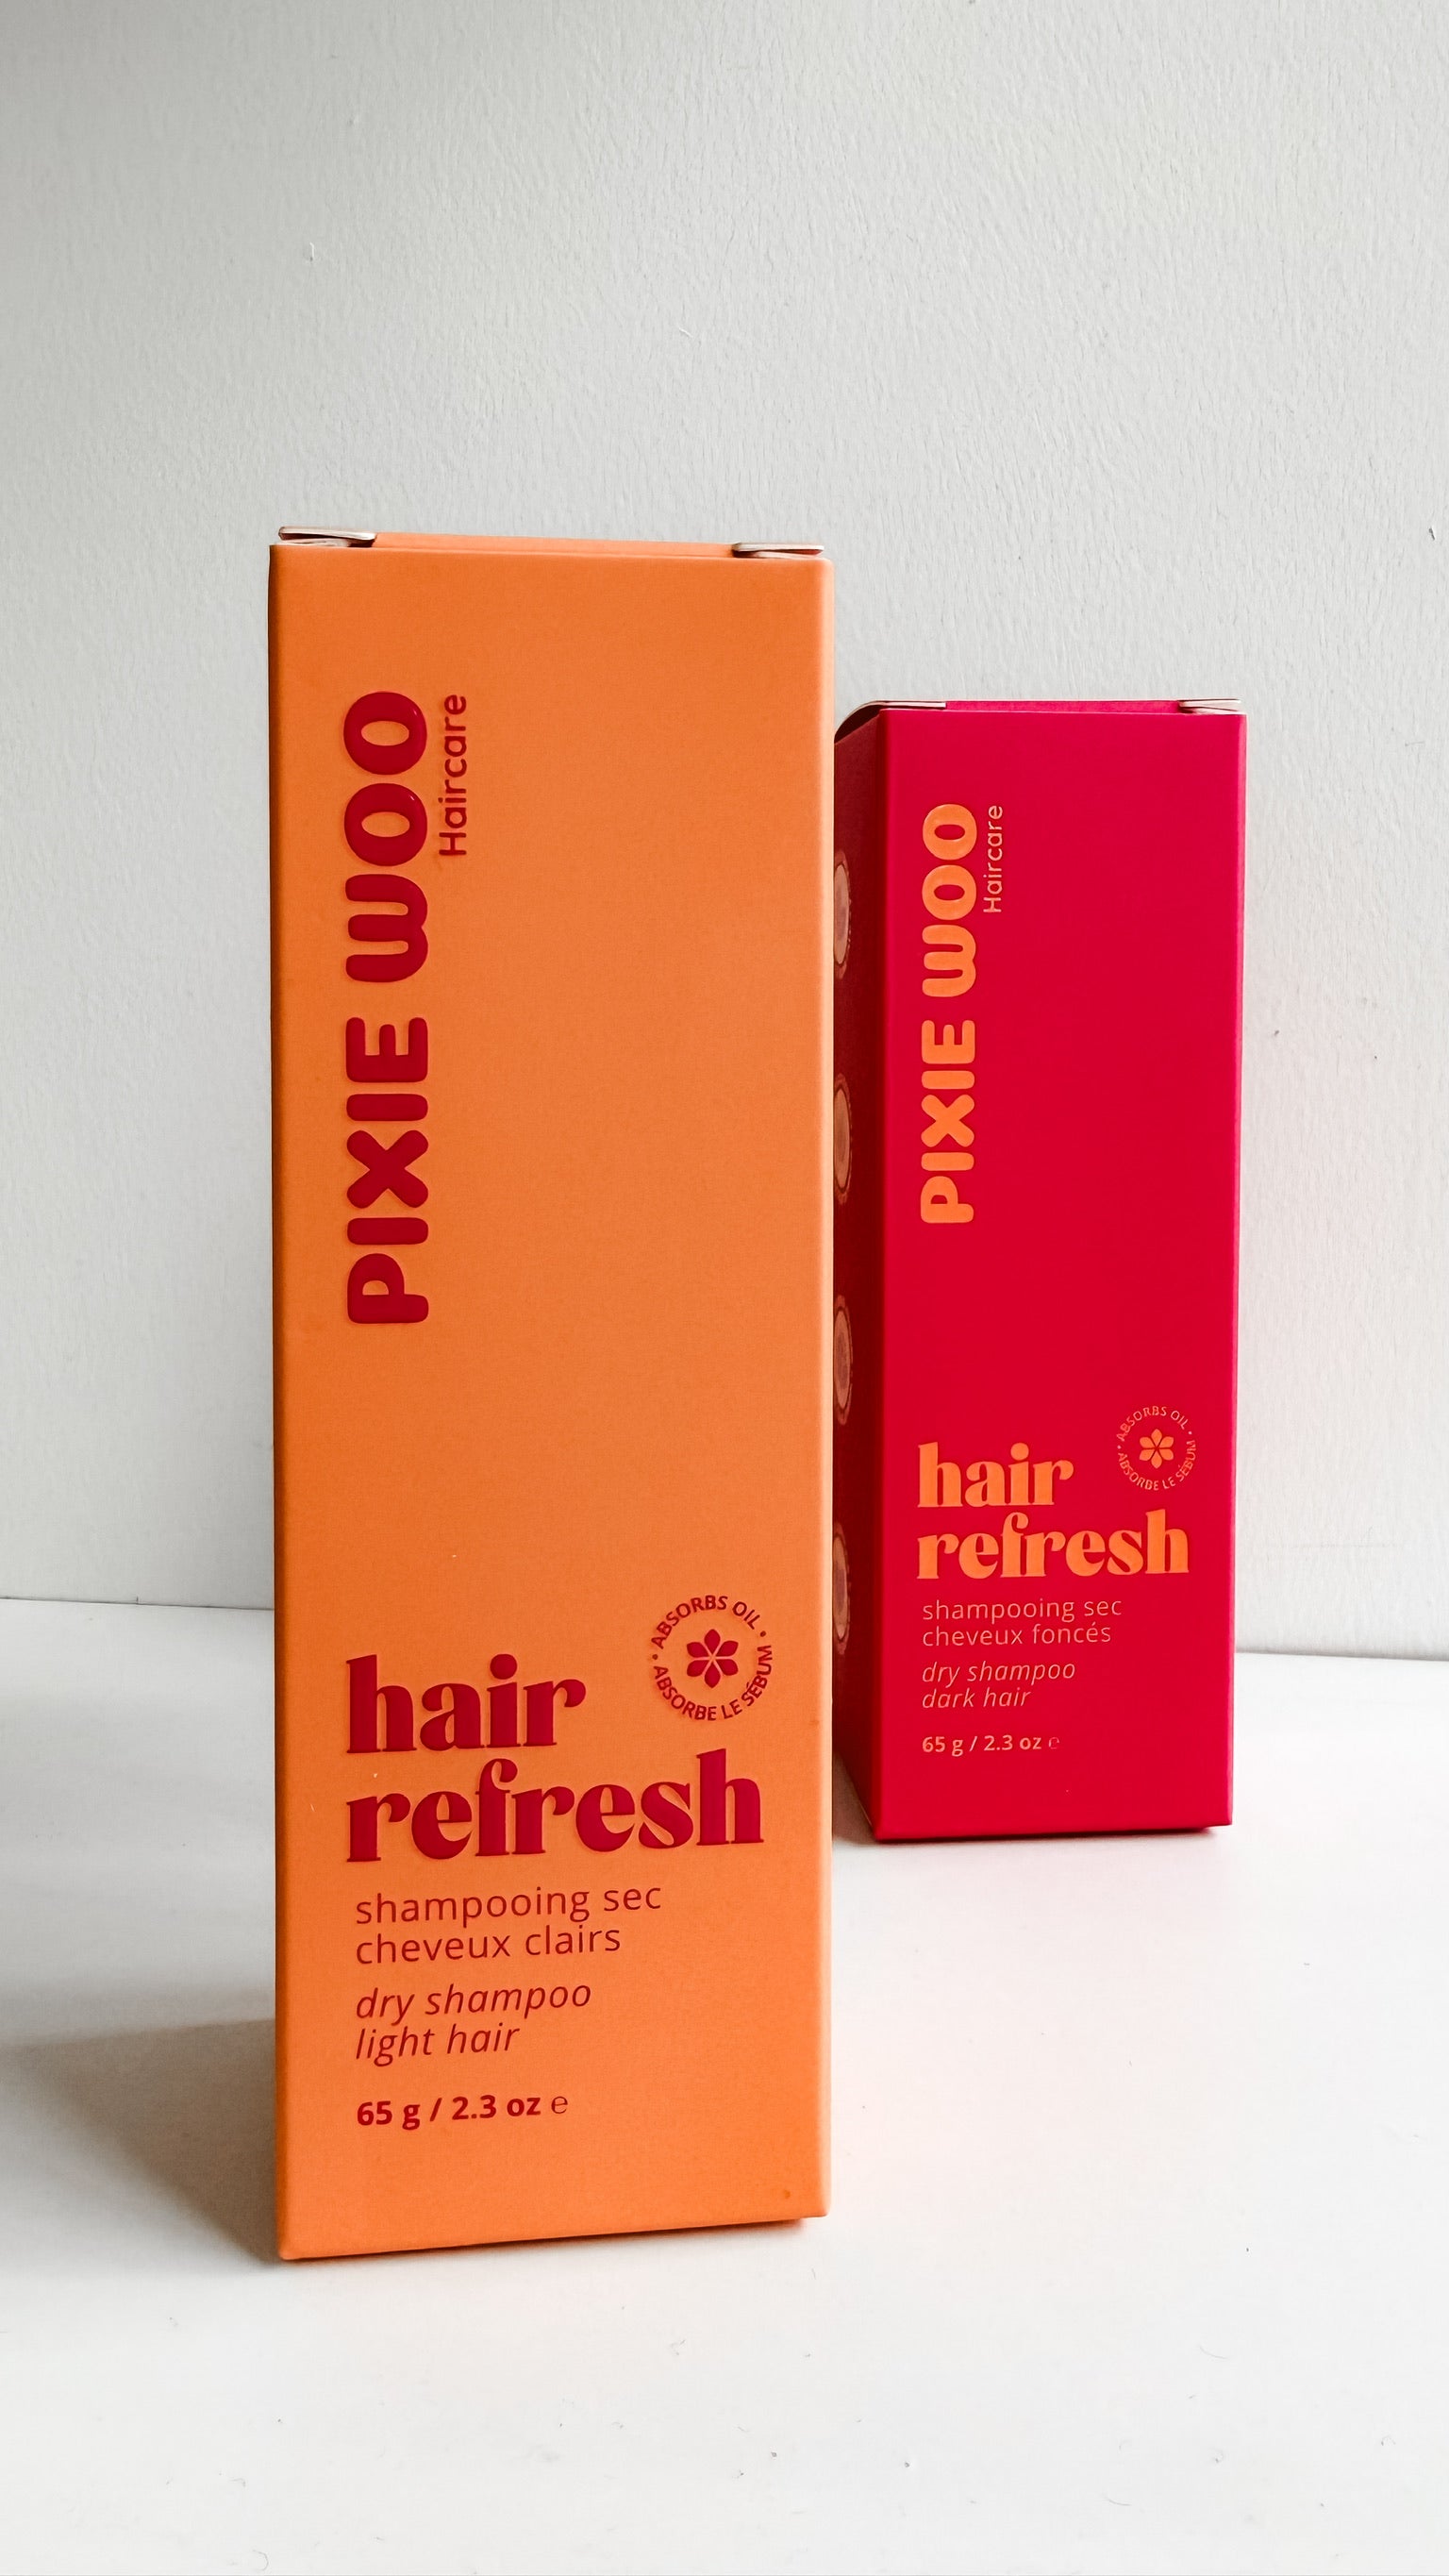 PIXIE WOO
Haircare
ABSORBS OIL •
ABSORBE LE SÉBUM •
hair
refresh
shampooing sec
cheveux clairs
dry shampoo
light hair
65 g / 2.3 oz ℮
PIXIE WOO
Haircare
ABSORBS OIL •
ABSORBE LE SÉBUM •
hair
refresh
shampooing sec
cheveux foncés
dry shampoo
dark hair
65 g / 2.3 oz ℮